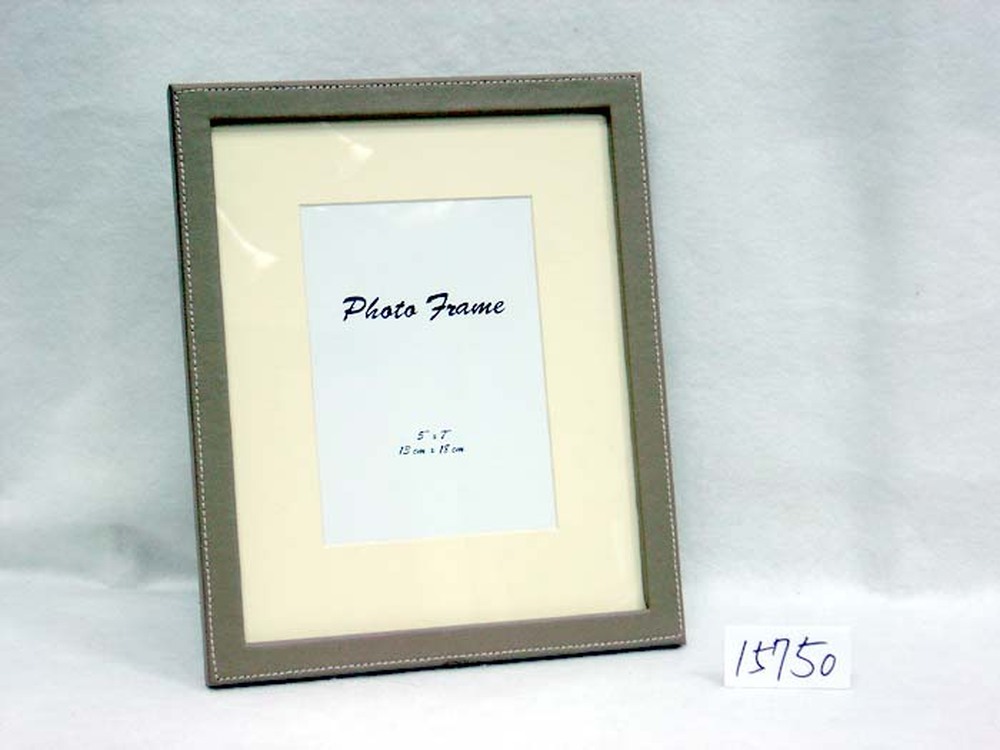 Photo Frame
5" x 7"
13 cm x 18 cm
15750